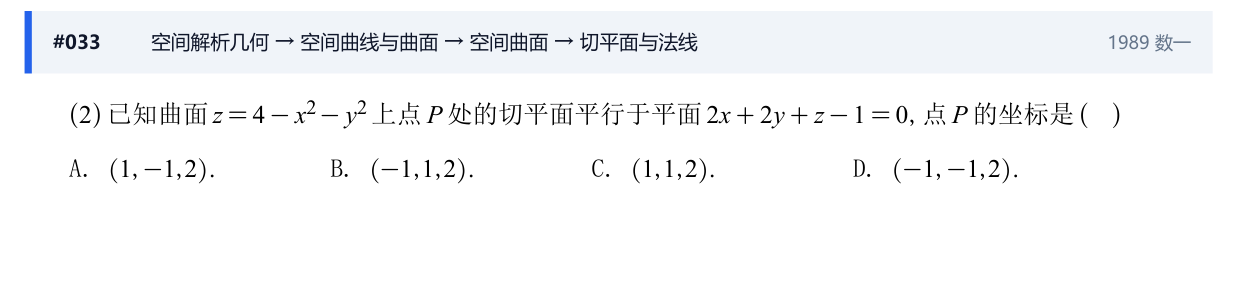 #033 空间解析几何 → 空间曲线与曲面 → 空间曲面 → 切平面与法线 1989 数一
(2) 已知曲面 z = 4 − x² − y² 上点 P 处的切平面平行于平面 2x + 2y + z − 1 = 0, 点 P 的坐标是 ( )
A. (1, −1,2). B. (−1,1,2). C. (1,1,2). D. (−1, −1,2).